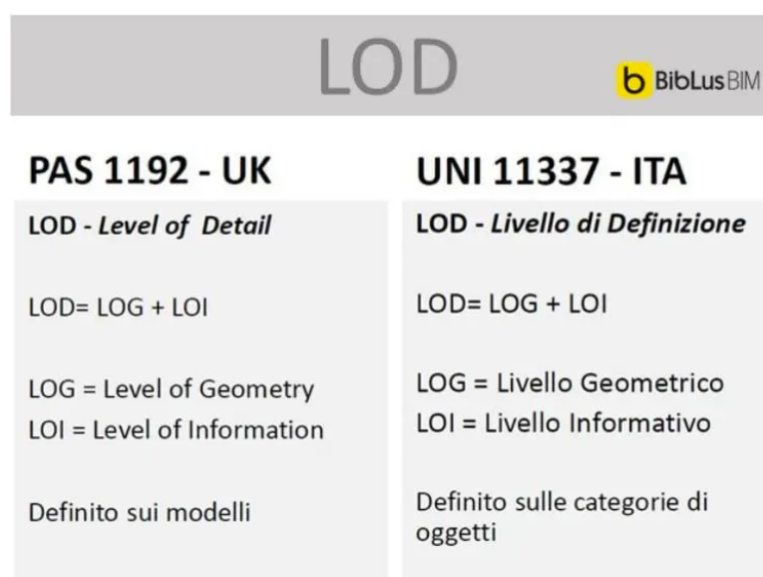 LOD
BibLusBIM
PAS 1192 - UK
LOD - Level of Detail
LOD= LOG + LOI
LOG = Level of Geometry
LOI = Level of Information
Definito sui modelli
UNI 11337 - ITA
LOD - Livello di Definizione
LOD= LOG + LOI
LOG = Livello Geometrico
LOI = Livello Informativo
Definito sulle categorie di
oggetti